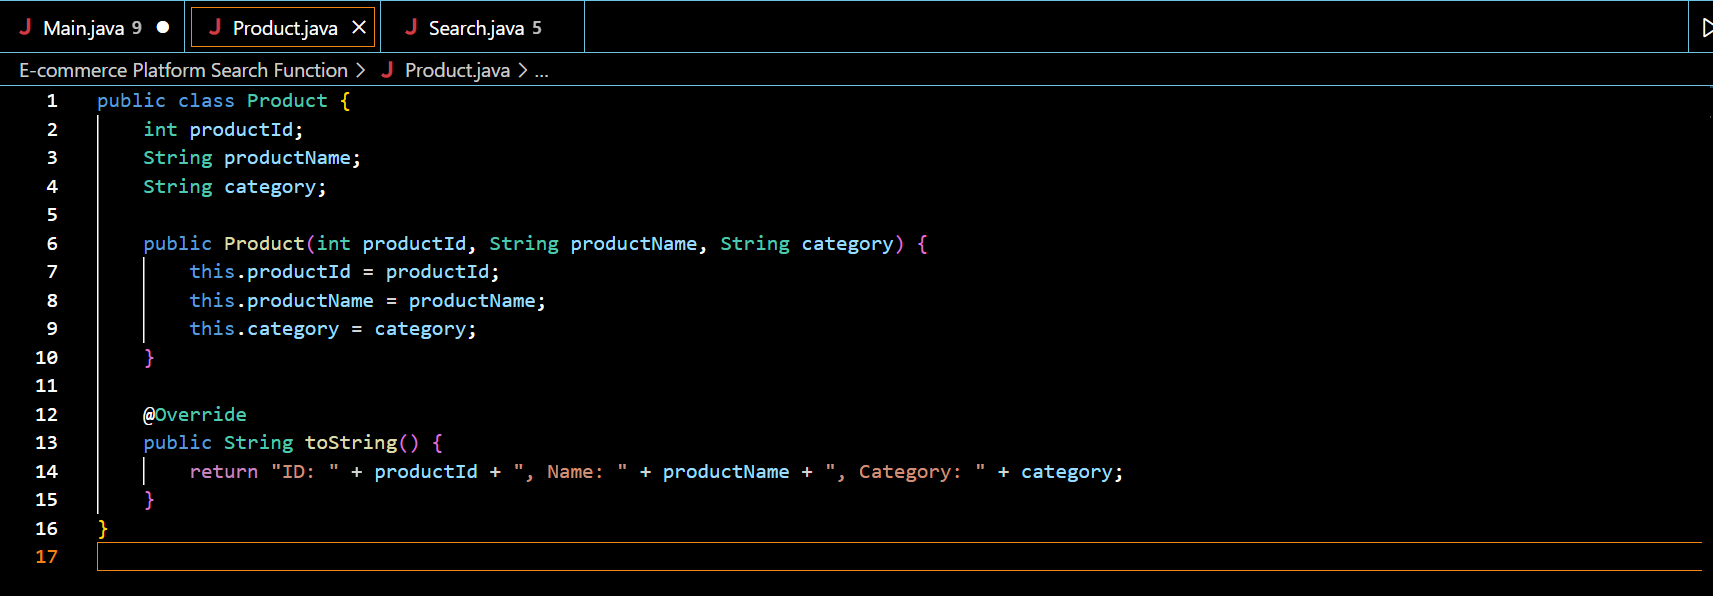 Main.java 9 Product.java Search.java 5
E-commerce Platform Search Function > Product.java > ...
1 public class Product {
2     int productId;
3     String productName;
4     String category;
5
6     public Product(int productId, String productName, String category) {
7         this.productId = productId;
8         this.productName = productName;
9         this.category = category;
10     }
11
12     @Override
13     public String toString() {
14         return "ID: " + productId + ", Name: " + productName + ", Category: " + category;
15     }
16 }
17